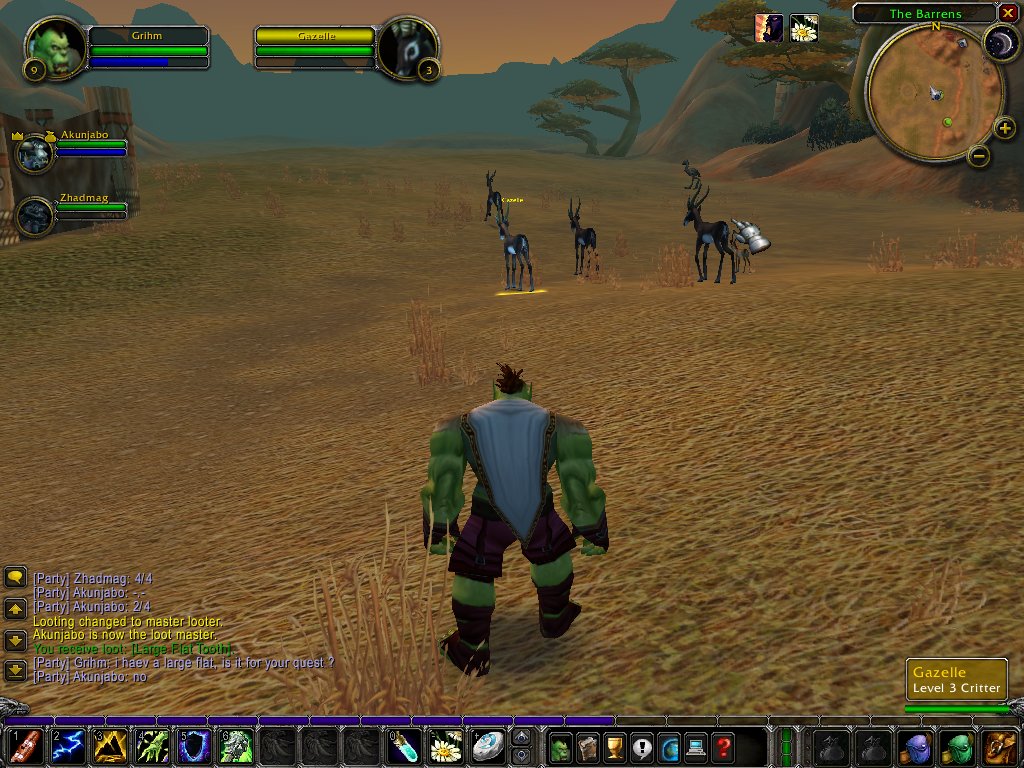 Grihm
9
Gazelle
3
The Barrens
N
Akunjabo
Zhadmag
Gazelle
[Party] Zhadmag: 4/4
[Party] Akunjabo: -.-
[Party] Akunjabo: 2/4
Looting changed to master looter.
Akunjabo is now the loot master.
You receive loot: [Large Flat Tooth].
[Party] Grihm: i haev a large flat, is it for your quest ?
[Party] Akunjabo: no
Gazelle
Level 3 Critter
1 2 3 4 5 6